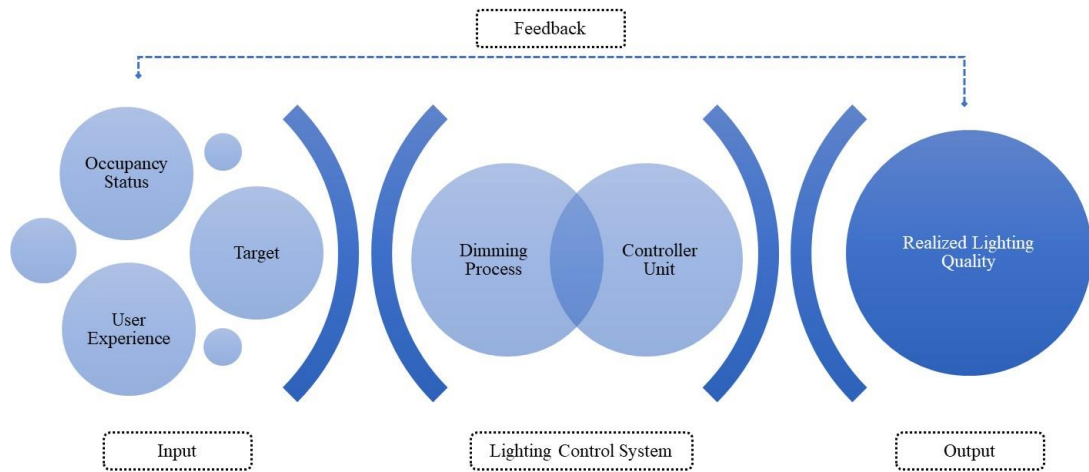 Feedback
Occupancy
Status
Target
User
Experience
Dimming
Process
Controller
Unit
Realized Lighting
Quality
Input
Lighting Control System
Output